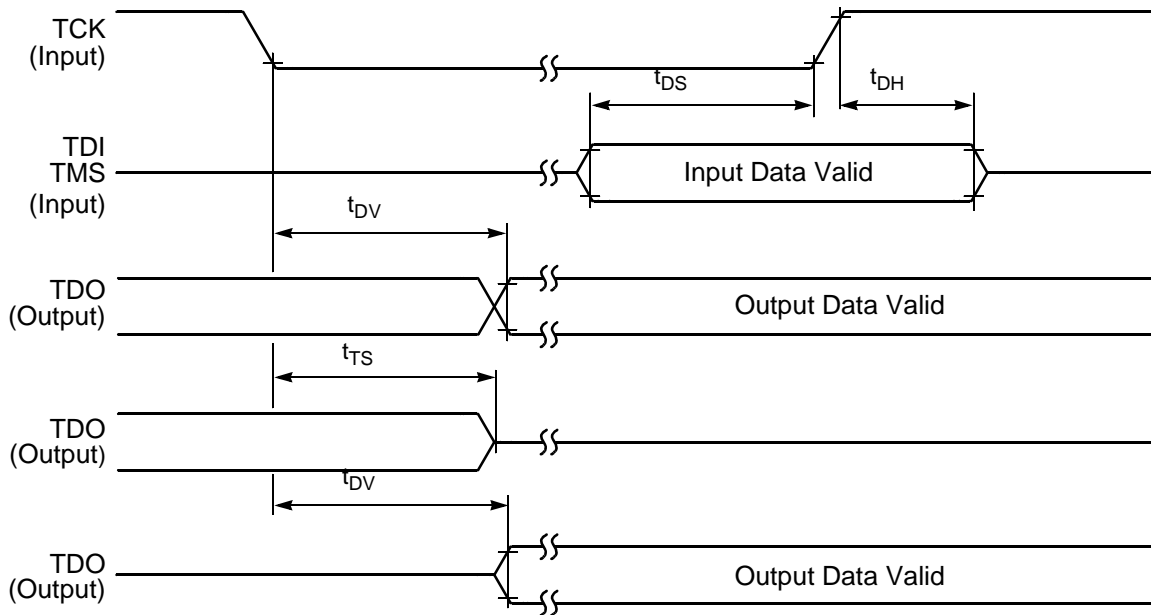 TCK
(Input)
tDS
tDH
TDI
TMS
(Input)
Input Data Valid
tDV
TDO
(Output)
Output Data Valid
tTS
TDO
(Output)
tDV
TDO
(Output)
Output Data Valid